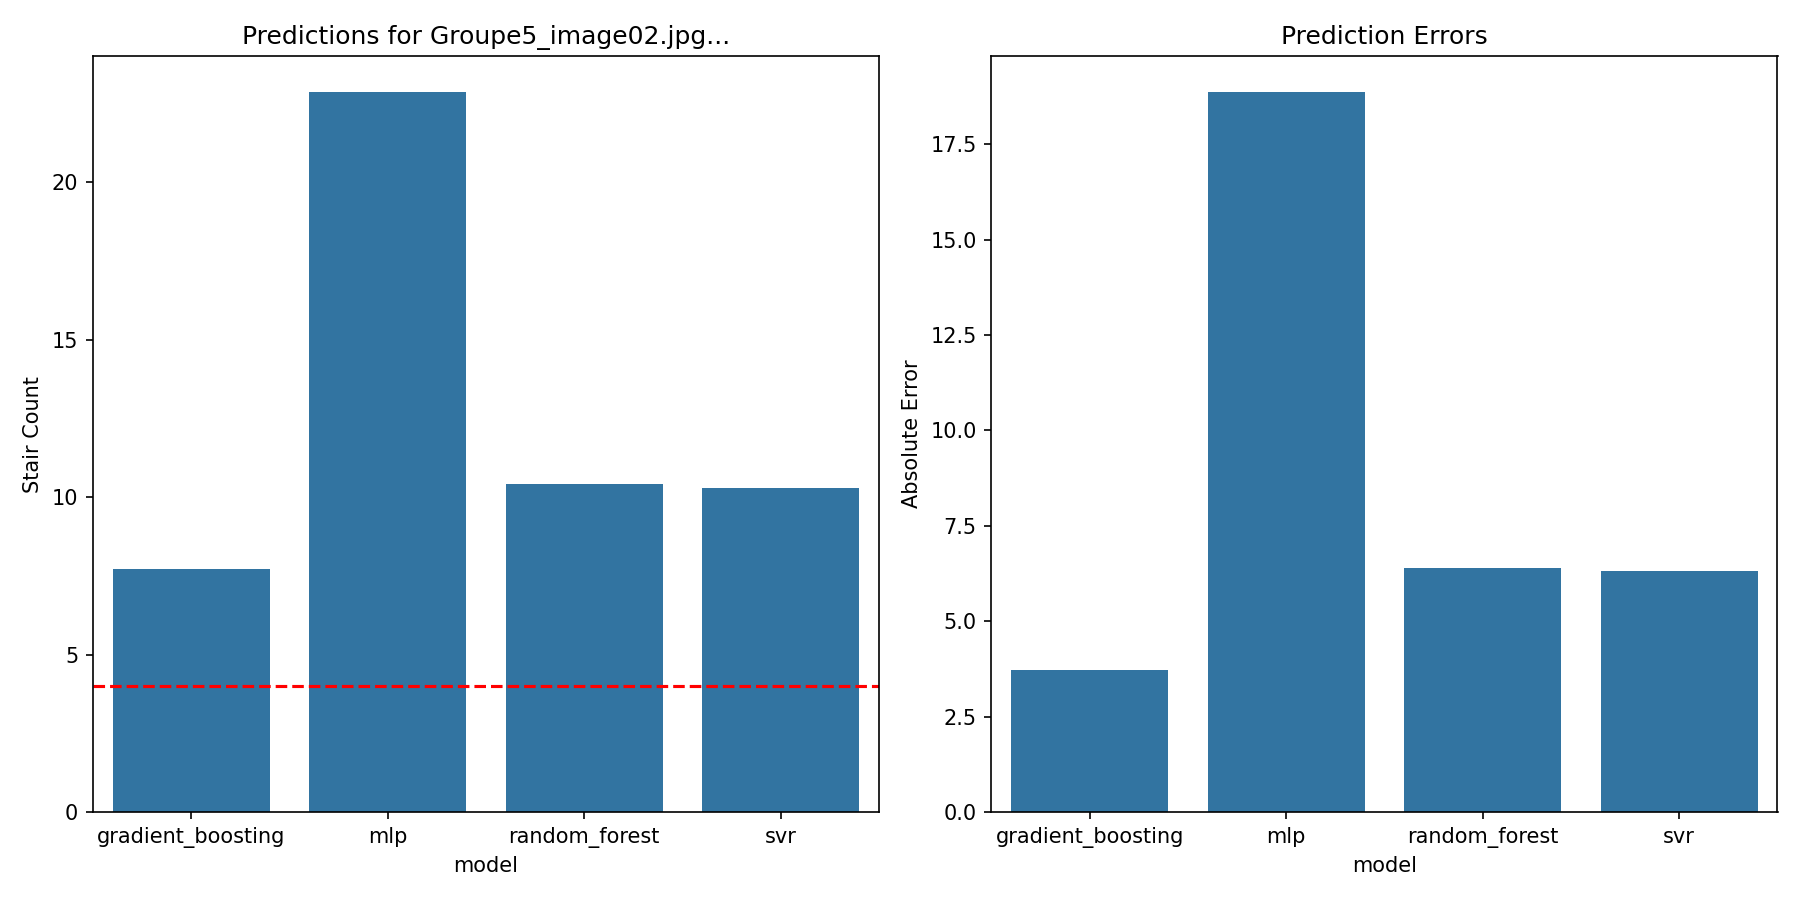 Predictions for Groupe5_image02.jpg...
Stair Count
20
15
10
5
0
gradient_boosting mlp random_forest svr
model
Prediction Errors
Absolute Error
17.5
15.0
12.5
10.0
7.5
5.0
2.5
0.0
gradient_boosting mlp random_forest svr
model